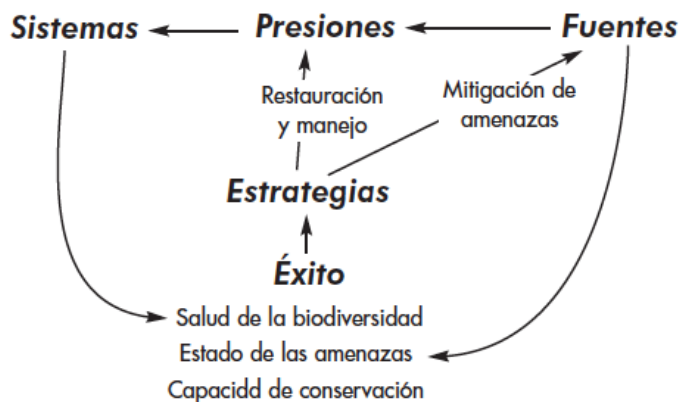 Sistemas Presiones Fuentes
Restauración
y manejo
Mitigación de
amenazas
Estrategias
Éxito
Salud de la biodiversidad
Estado de las amenazas
Capacidd de conservación